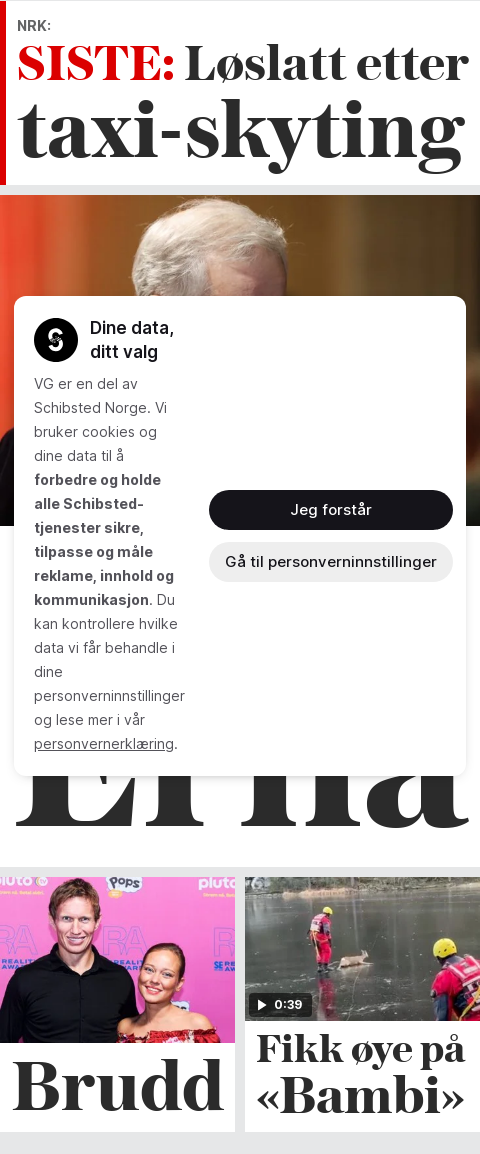 NRK:
SISTE: Løslatt etter
taxi-skyting
Dine data,
ditt valg
VG er en del av
Schibsted Norge. Vi
bruker cookies og
dine data til å
forbedre og holde
alle Schibsted-
tjenester sikre,
tilpasse og måle
reklame, innhold og
kommunikasjon. Du
kan kontrollere hvilke
data vi får behandle i
dine
personverninnstillinger
og lese mer i vår
personvernerklæring.
Jeg forstår
Gå til personverninnstillinger
pluto tv
Pops
pluto
RA
REALITY
AWARDS
0:39
Brudd
Fikk øye på
«Bambi»